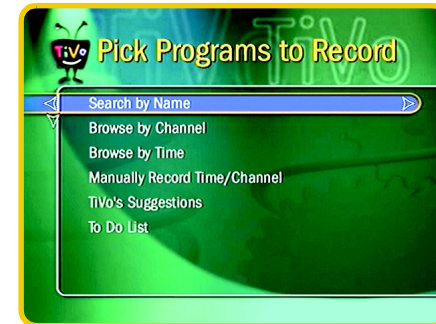 TiVo
Pick Programs to Record
TiVo
Search by Name
Browse by Channel
Browse by Time
Manually Record Time/Channel
TiVo's Suggestions
To Do List